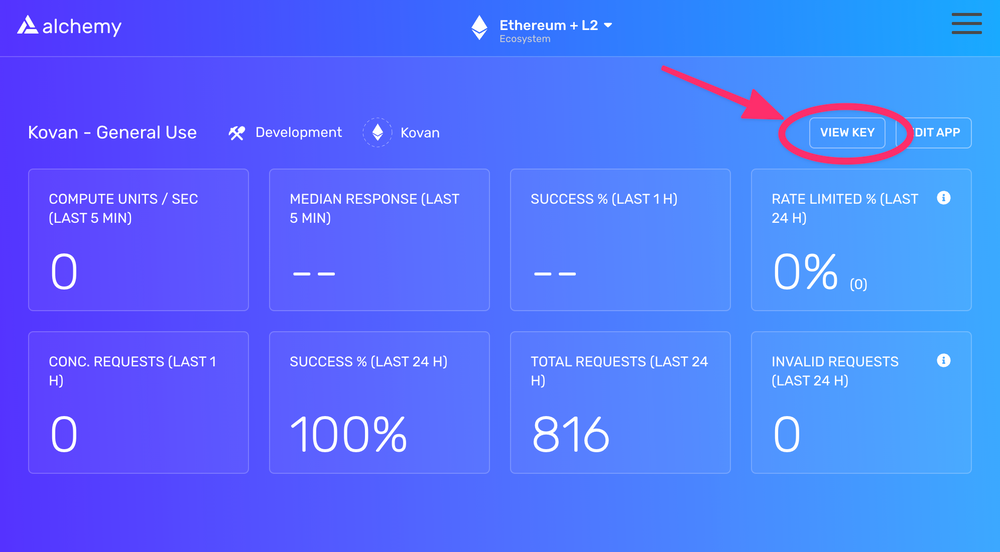 alchemy
Ethereum + L2
Ecosystem
Kovan - General Use
Development
Kovan
VIEW KEY
DIT APP
COMPUTE UNITS / SEC
(LAST 5 MIN)
0
MEDIAN RESPONSE (LAST
5 MIN)
--
SUCCESS % (LAST 1 H)
--
RATE LIMITED % (LAST
24 H)
0% (0)
CONC. REQUESTS (LAST 1
H)
0
SUCCESS % (LAST 24 H)
100%
TOTAL REQUESTS (LAST 24
H)
816
INVALID REQUESTS
(LAST 24 H)
0